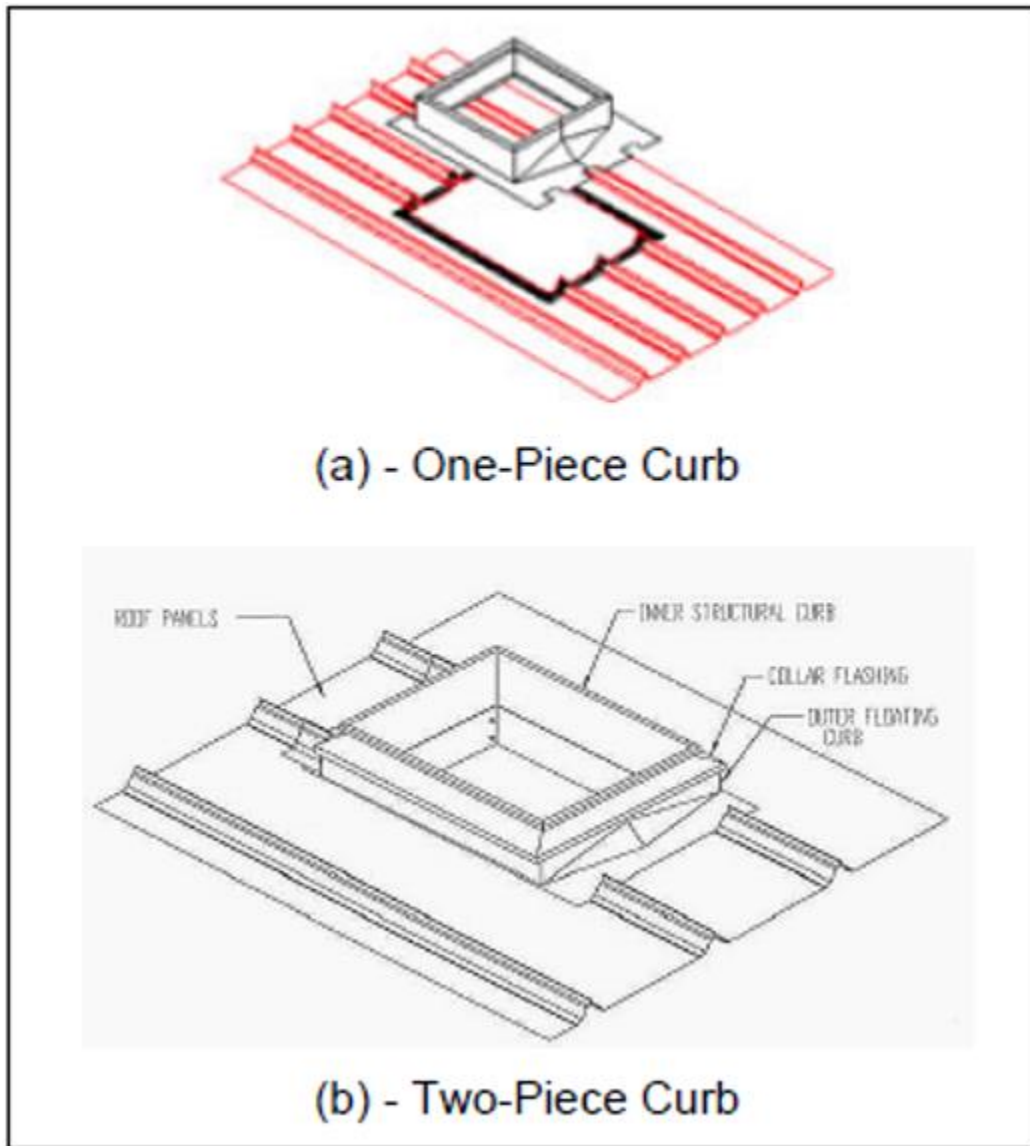 (a) - One-Piece Curb
ROOF PANELS
INNER STRUCTURAL CURB
COLLAR FLASHING
OUTER FLOATING
CURB
(b) - Two-Piece Curb